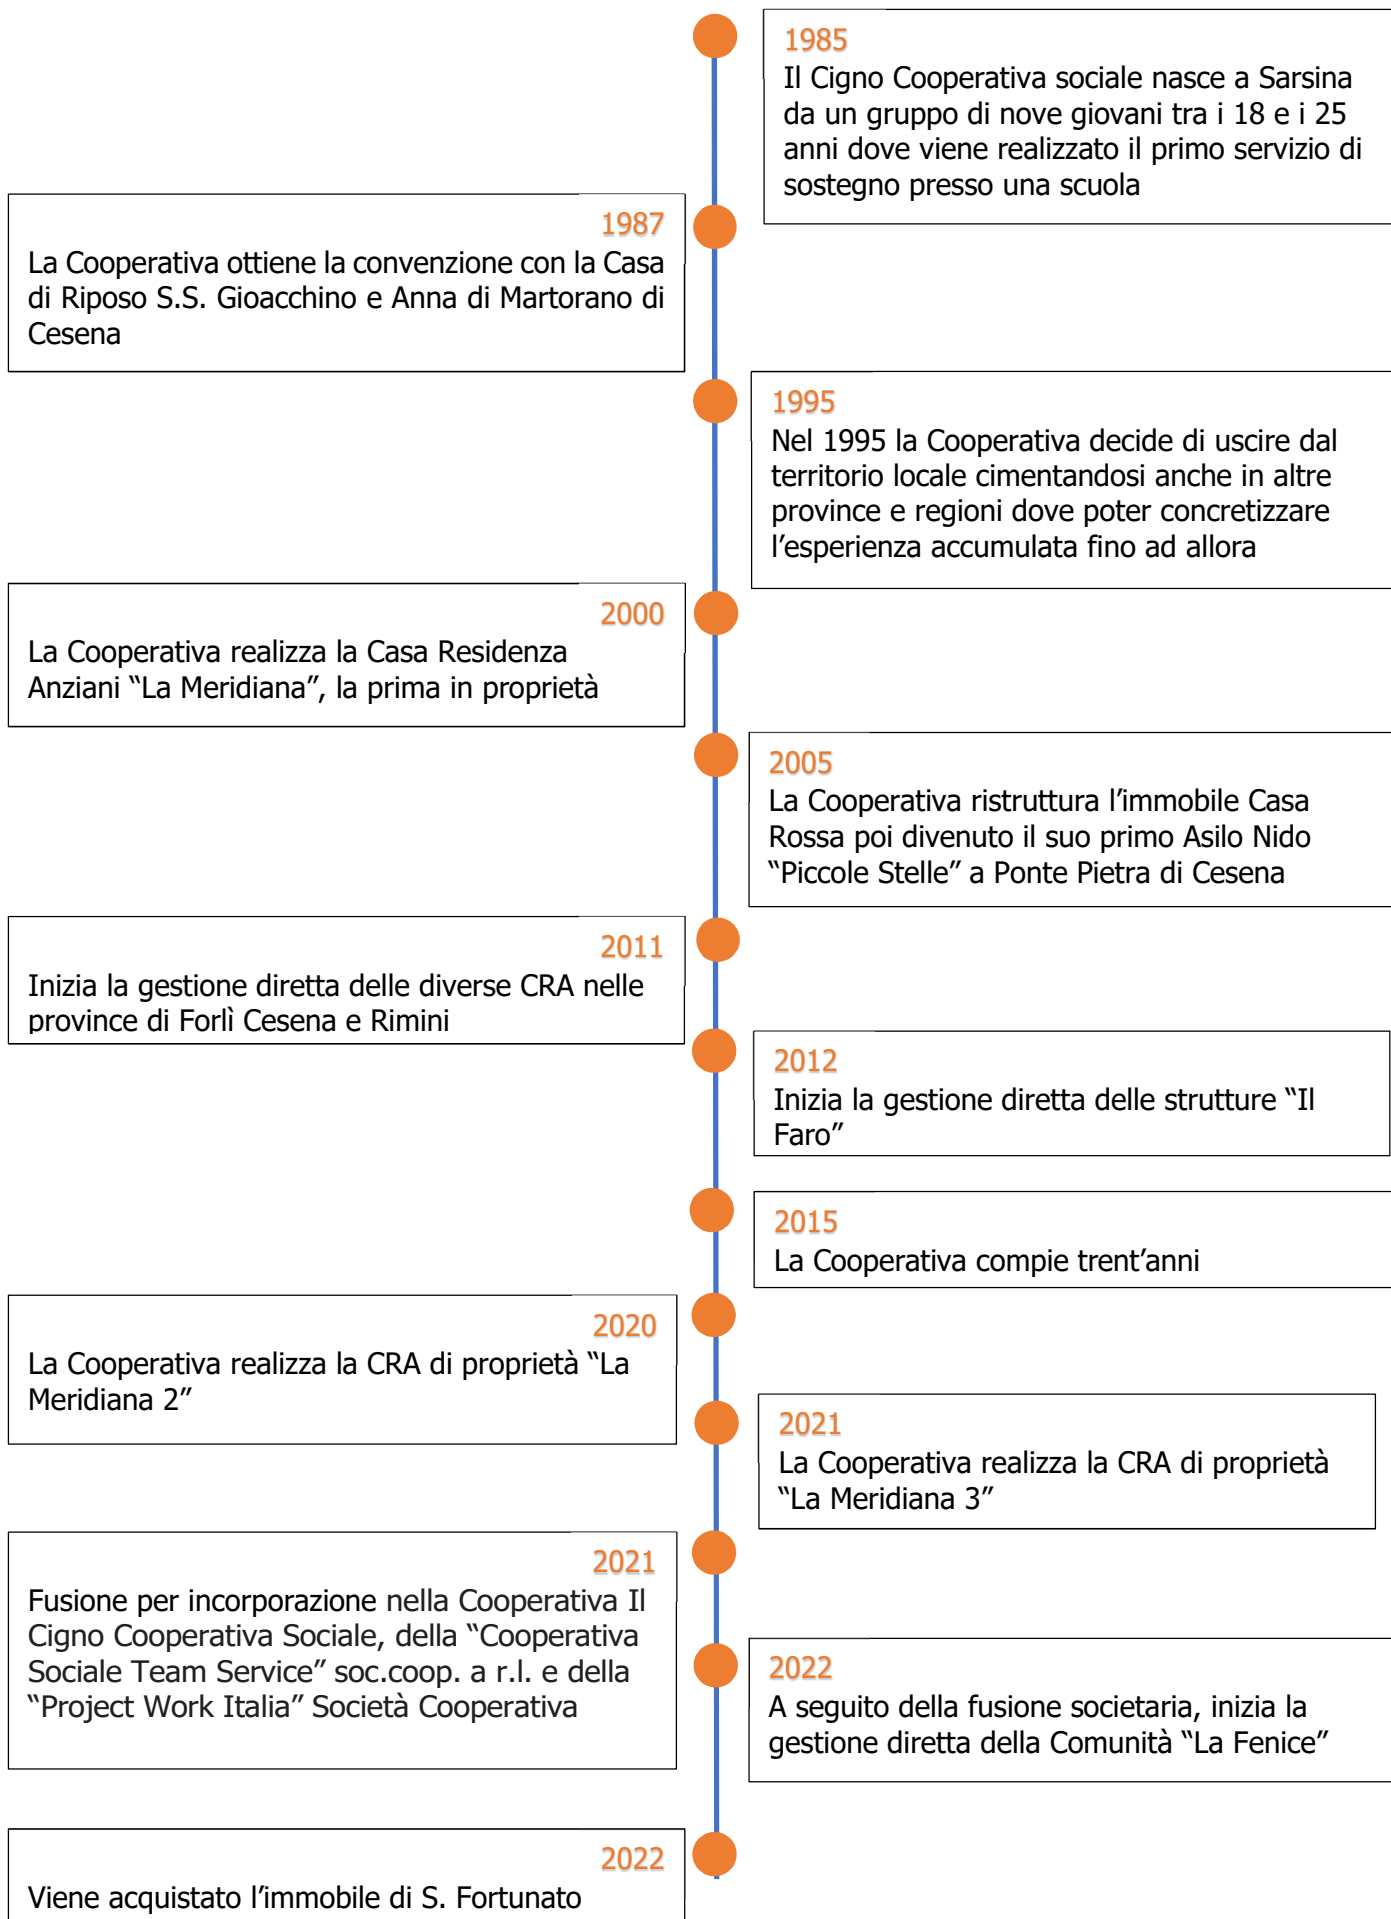 1985
Il Cigno Cooperativa sociale nasce a Sarsina
da un gruppo di nove giovani tra i 18 e i 25
anni dove viene realizzato il primo servizio di
sostegno presso una scuola
1987
La Cooperativa ottiene la convenzione con la Casa
di Riposo S.S. Gioacchino e Anna di Martorano di
Cesena
1995
Nel 1995 la Cooperativa decide di uscire dal
territorio locale cimentandosi anche in altre
province e regioni dove poter concretizzare
l’esperienza accumulata fino ad allora
2000
La Cooperativa realizza la Casa Residenza
Anziani “La Meridiana”, la prima in proprietà
2005
La Cooperativa ristruttura l’immobile Casa
Rossa poi divenuto il suo primo Asilo Nido
“Piccole Stelle” a Ponte Pietra di Cesena
2011
Inizia la gestione diretta delle diverse CRA nelle
province di Forlì Cesena e Rimini
2012
Inizia la gestione diretta delle strutture “Il
Faro”
2015
La Cooperativa compie trent’anni
2020
La Cooperativa realizza la CRA di proprietà “La
Meridiana 2”
2021
La Cooperativa realizza la CRA di proprietà
“La Meridiana 3”
2021
Fusione per incorporazione nella Cooperativa Il
Cigno Cooperativa Sociale, della “Cooperativa
Sociale Team Service” soc.coop. a r.l. e della
“Project Work Italia” Società Cooperativa
2022
A seguito della fusione societaria, inizia la
gestione diretta della Comunità “La Fenice”
2022
Viene acquistato l’immobile di S. Fortunato